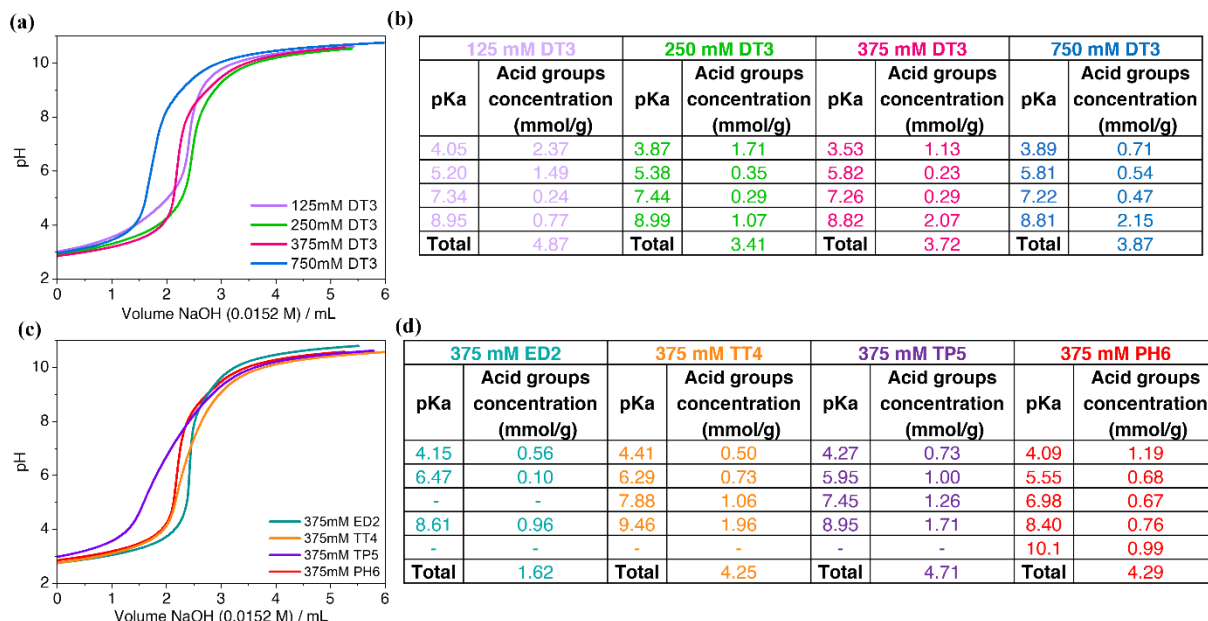 (a)
pH
10
8
6
4
2
0 1 2 3 4 5 6
Volume NaOH (0.0152 M) / mL
125mM DT3
250mM DT3
375mM DT3
750mM DT3
(b)
125 mM DT3 250 mM DT3 375 mM DT3 750 mM DT3
pKa Acid groups concentration (mmol/g) pKa Acid groups concentration (mmol/g) pKa Acid groups concentration (mmol/g) pKa Acid groups concentration (mmol/g)
4.05 2.37 3.87 1.71 3.53 1.13 3.89 0.71
5.20 1.49 5.38 0.35 5.82 0.23 5.81 0.54
7.34 0.24 7.44 0.29 7.26 0.29 7.22 0.47
8.95 0.77 8.99 1.07 8.82 2.07 8.81 2.15
Total 4.87 Total 3.41 Total 3.72 Total 3.87
(c)
pH
10
8
6
4
2
0 1 2 3 4 5 6
Volume NaOH (0.0152 M) / mL
375mM ED2
375mM TT4
375mM TP5
375mM PH6
(d)
375 mM ED2 375 mM TT4 375 mM TP5 375 mM PH6
pKa Acid groups concentration (mmol/g) pKa Acid groups concentration (mmol/g) pKa Acid groups concentration (mmol/g) pKa Acid groups concentration (mmol/g)
4.15 0.56 4.41 0.50 4.27 0.73 4.09 1.19
6.47 0.10 6.29 0.73 5.95 1.00 5.55 0.68
- - 7.88 1.06 7.45 1.26 6.98 0.67
8.61 0.96 9.46 1.96 8.95 1.71 8.40 0.76
- - - - - - 10.1 0.99
Total 1.62 Total 4.25 Total 4.71 Total 4.29